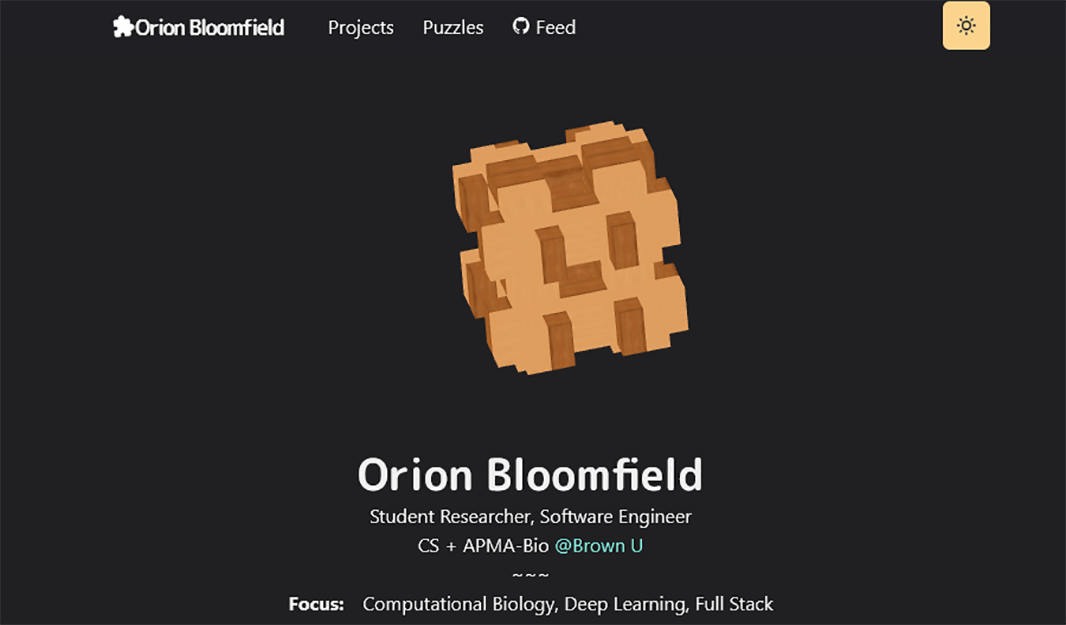 Orion Bloomfield Projects Puzzles Feed
Orion Bloomfield
Student Researcher, Software Engineer
CS + APMA-Bio @Brown U
~~~
Focus: Computational Biology, Deep Learning, Full Stack